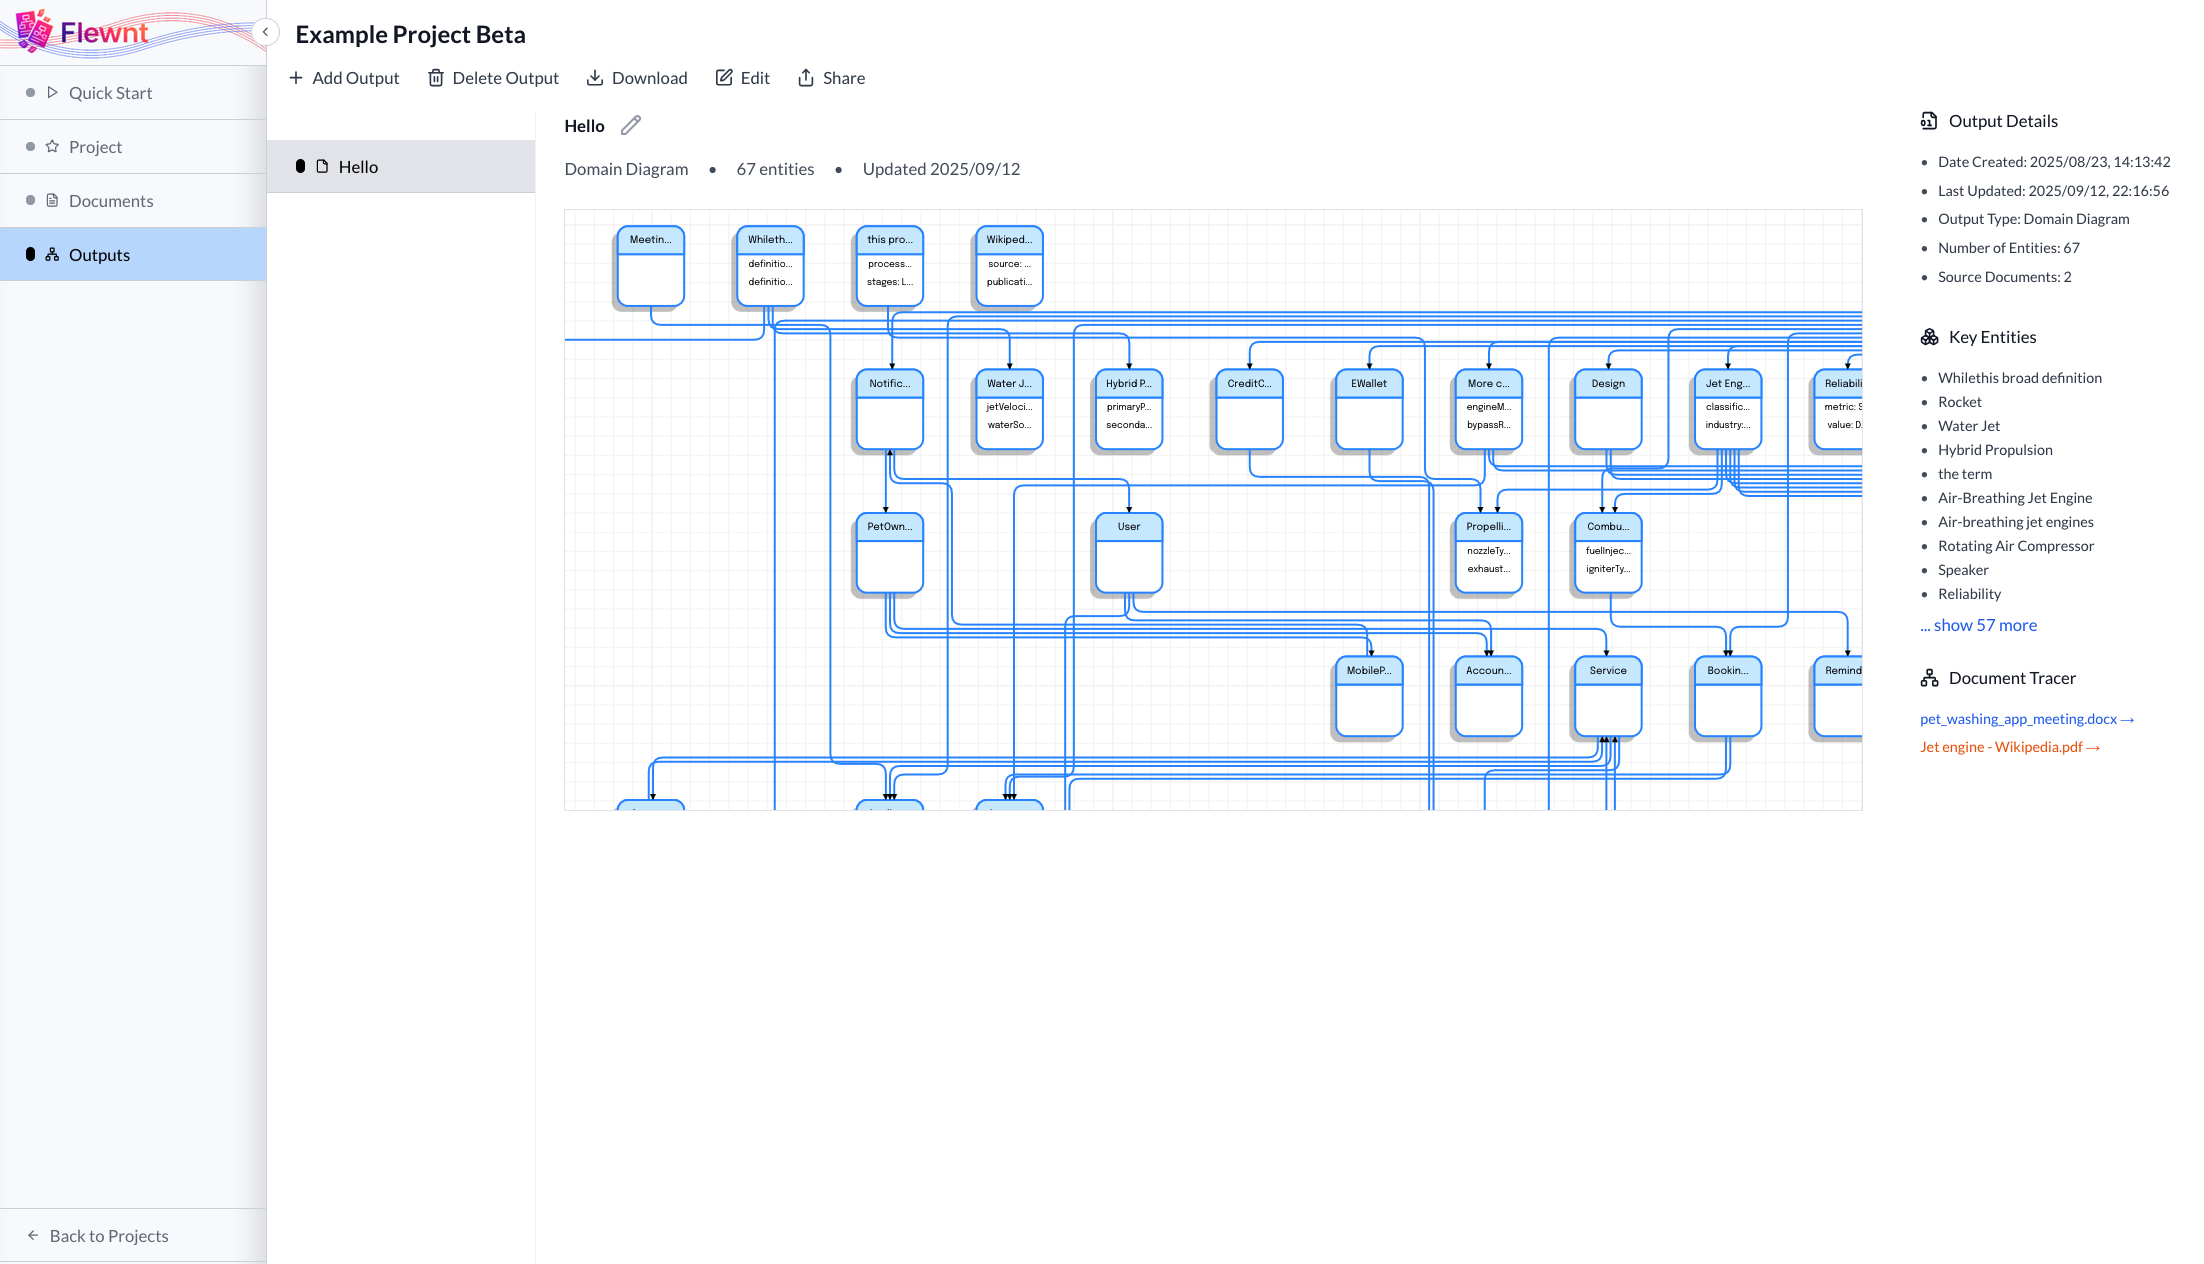 Flewnt
Quick Start
Project
Documents
Outputs
Back to Projects
Example Project Beta
Add Output
Delete Output
Download
Edit
Share
Hello
Hello
Domain Diagram • 67 entities • Updated 2025/09/12
Meetin...
Whileth...
definitio...
definitio...
this pro...
process...
stages: L...
Wikiped...
source: ...
publicati...
Notific...
Water J...
jetVeloci...
waterSo...
Hybrid P...
primaryP...
seconda...
CreditC...
EWallet
More c...
engineM...
bypassR...
Design
Jet Eng...
classific...
industry:...
Reliabili
metric: S
value: D
PetOwn...
User
Propelli...
nozzleTy...
exhaust...
Combu...
fuelInjec...
igniterTy...
MobileP...
Accoun...
Service
Bookin...
Remind
Output Details
• Date Created: 2025/08/23, 14:13:42
• Last Updated: 2025/09/12, 22:16:56
• Output Type: Domain Diagram
• Number of Entities: 67
• Source Documents: 2
Key Entities
• Whilethis broad definition
• Rocket
• Water Jet
• Hybrid Propulsion
• the term
• Air-Breathing Jet Engine
• Air-breathing jet engines
• Rotating Air Compressor
• Speaker
• Reliability
... show 57 more
Document Tracer
pet_washing_app_meeting.docx →
Jet engine - Wikipedia.pdf →